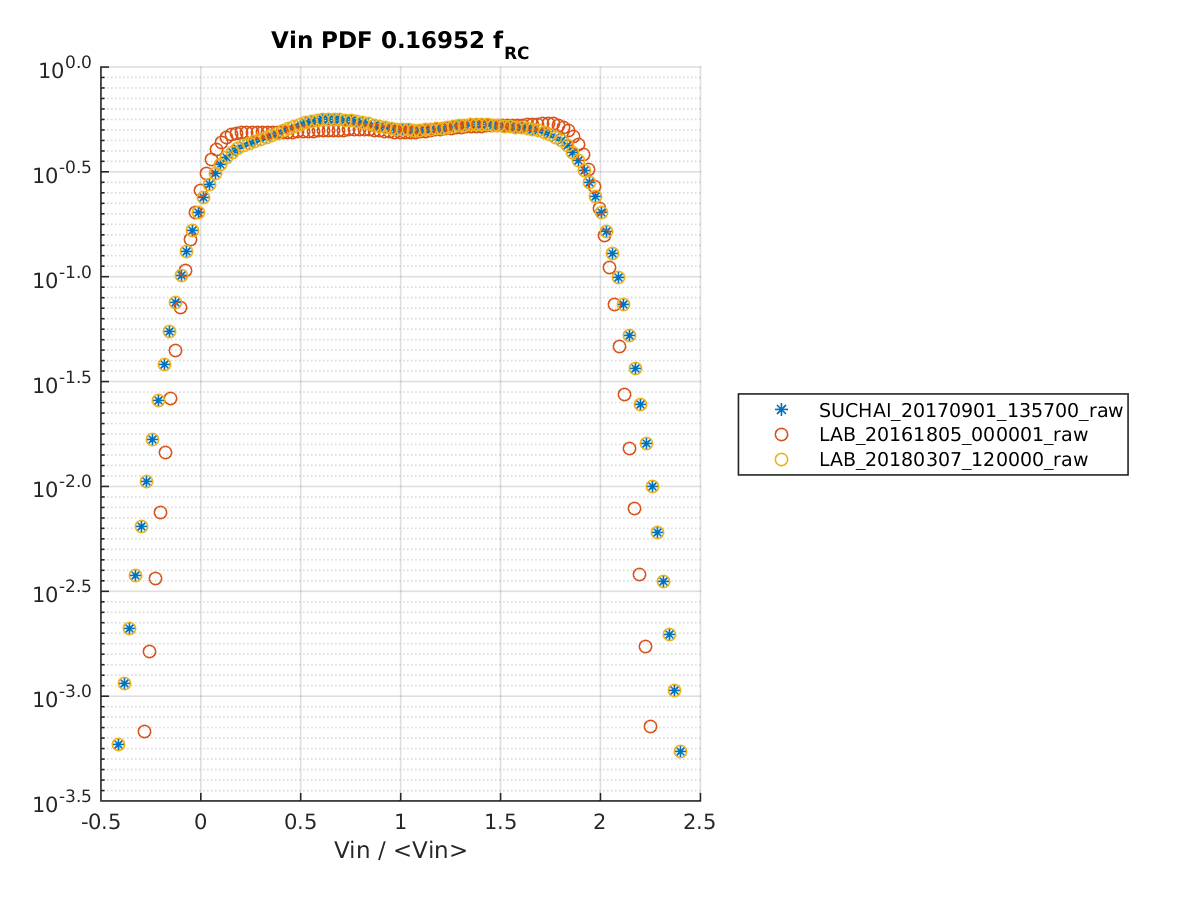 Vin PDF 0.16952 f_RC
10^0.0
10^-0.5
10^-1.0
10^-1.5
10^-2.0
10^-2.5
10^-3.0
10^-3.5
-0.5 0 0.5 1 1.5 2 2.5
Vin / <Vin>
SUCHAI_20170901_135700_raw
LAB_20161805_000001_raw
LAB_20180307_120000_raw